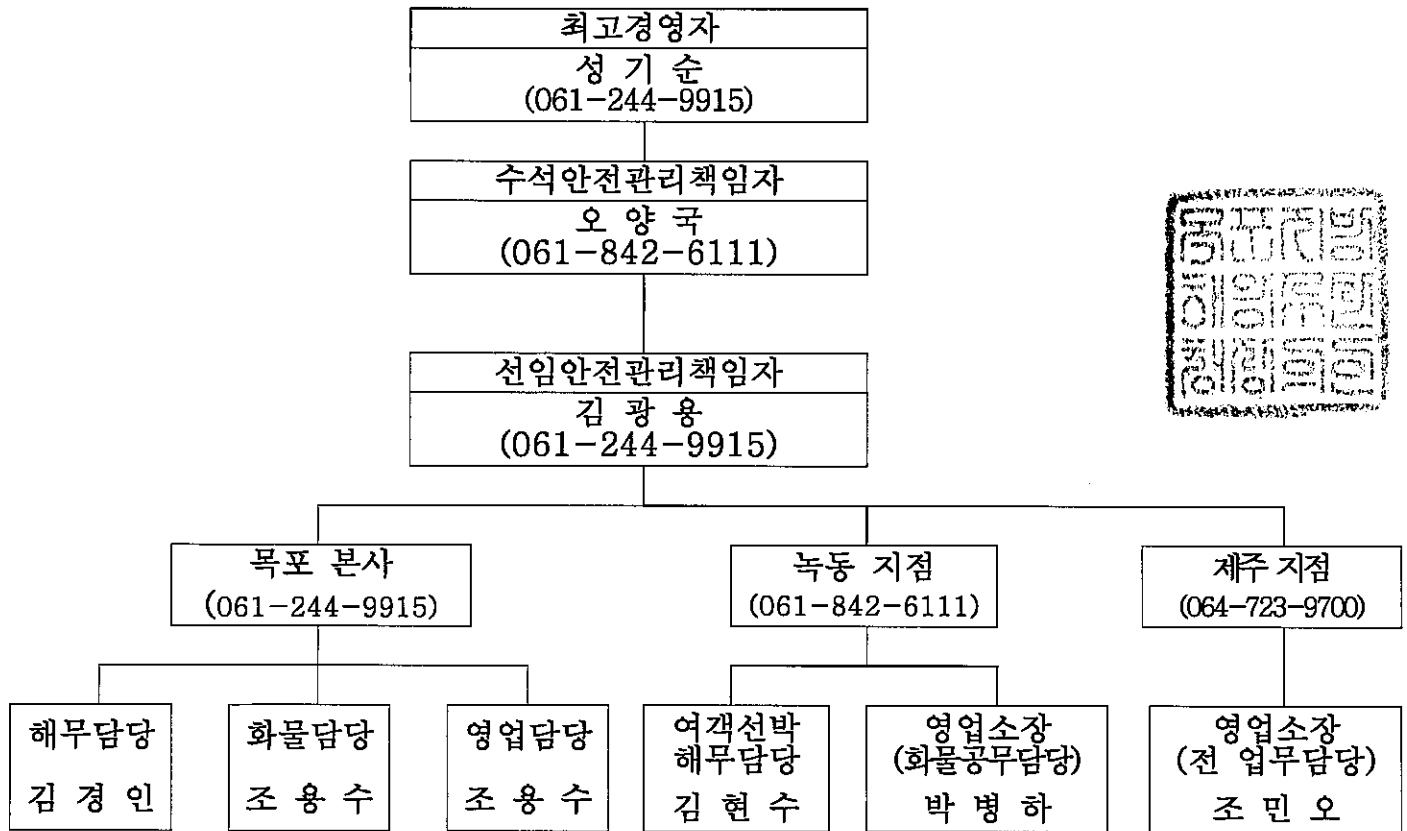 최고경영자
성 기 순
(061-244-9915)
수석안전관리책임자
오 양 국
(061-842-6111)
선임안전관리책임자
김 광 용
(061-244-9915)
목포 본사
(061-244-9915)
녹동 지점
(061-842-6111)
제주 지점
(064-723-9700)
해무담당
김 경 인
화물담당
조 용 수
영업담당
조 용 수
여객선박
해무담당
김 현 수
영업소장
(화물공무담당)
박 병 하
영업소장
(전 업무담당)
조 민 오